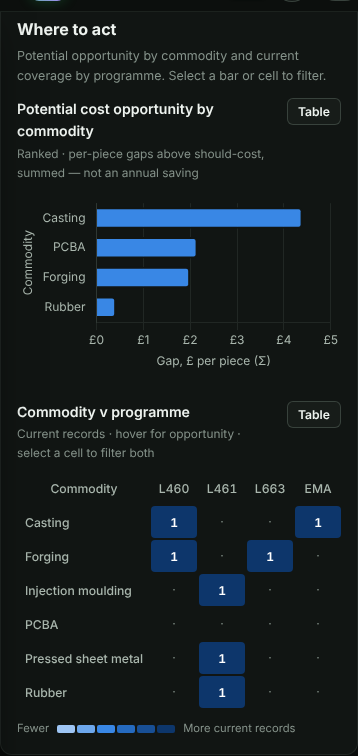 Where to act
Potential opportunity by commodity and current
coverage by programme. Select a bar or cell to filter.
Potential cost opportunity by
commodity
Table
Ranked · per-piece gaps above should-cost,
summed — not an annual saving
Commodity
Casting
PCBA
Forging
Rubber
£0 £1 £2 £3 £4 £5
Gap, £ per piece (Σ)
Commodity v programme
Table
Current records · hover for opportunity ·
select a cell to filter both
Commodity L460 L461 L663 EMA
Casting 1 · · 1
Forging 1 · 1 ·
Injection moulding · 1 · ·
PCBA · · · ·
Pressed sheet metal · 1 · ·
Rubber · 1 · ·
Fewer More current records